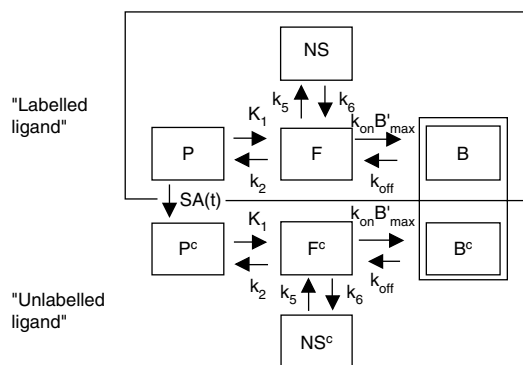 NS
k5 k6
"Labelled
ligand"
K1 konB'max
P F B
k2 koff
SA(t)
K1 konB'max
Pc Fc Bc
k2 k5 k6 koff
"Unlabelled
ligand"
NSc